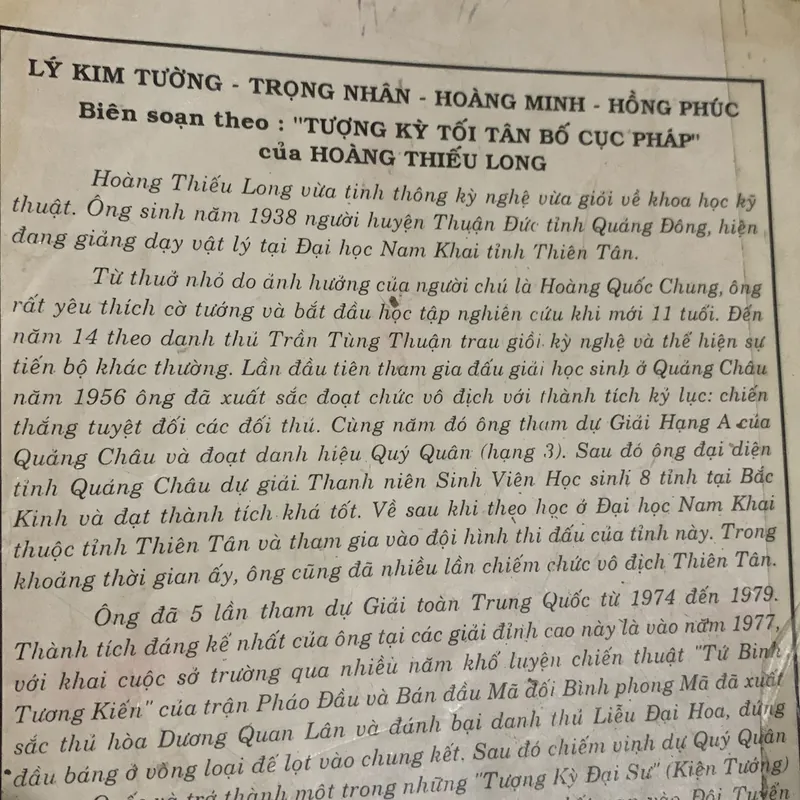 LÝ KIM TƯỜNG - TRỌNG NHÂN - HOÀNG MINH - HỒNG PHÚC
Biên soạn theo : "TƯỢNG KỲ TỐI TÂN BỐ CỤC PHÁP"
của HOÀNG THIẾU LONG
Hoàng Thiếu Long vừa tinh thông kỳ nghệ vừa giỏi về khoa học kỹ
thuật. Ông sinh năm 1938 người huyện Thuận Đức tỉnh Quảng Đông, hiện
đang giảng dạy vật lý tại Đại học Nam Khai tỉnh Thiên Tân.
Từ thuở nhỏ do ảnh hưởng của người chú là Hoàng Quốc Chung, ông
rất yêu thích cờ tướng và bắt đầu học tập nghiên cứu khi mới 11 tuổi. Đến
năm 14 theo danh thủ Trần Tùng Thuận trau giồi kỳ nghệ và thể hiện sự
tiến bộ khác thường. Lần đầu tiên tham gia đấu giải học sinh ở Quảng Châu
năm 1956 ông đã xuất sắc đoạt chức vô địch với thành tích kỷ lục: chiến
thắng tuyệt đối các đối thủ. Cùng năm đó ông tham dự Giải Hạng A của
Quảng Châu và đoạt danh hiệu Quý Quân (hạng 3). Sau đó ông đại diện
tỉnh Quảng Châu dự giải Thanh niên Sinh Viên Học sinh 8 tỉnh tại Bắc
Kinh và đạt thành tích khá tốt. Về sau khi theo học ở Đại học Nam Khai
thuộc tỉnh Thiên Tân và tham gia vào đội hình thi đấu của tỉnh này. Trong
khoảng thời gian ấy, ông cũng đã nhiều lần chiếm chức vô địch Thiên Tân.
Ông đã 5 lần tham dự Giải toàn Trung Quốc từ 1974 đến 1979.
Thành tích đáng kể nhất của ông tại các giải đỉnh cao này là vào năm 1977,
với khai cuộc sở trường qua nhiều năm khổ luyện chiến thuật "Tứ Binh
Tương Kiến" của trận Pháo Đầu và Bán đầu Mã đối Bình phong Mã đã xuất
sắc thủ hòa Dương Quan Lân và đánh bại danh thủ Liễu Đại Hoa, đứng
đầu bảng ở vòng loại để lọt vào chung kết. Sau đó chiếm vinh dự Quý Quân
và trở thành một trong những "Tượng Kỳ Đại Sư" (Kiện Tướng)
vào Đội Tuyển